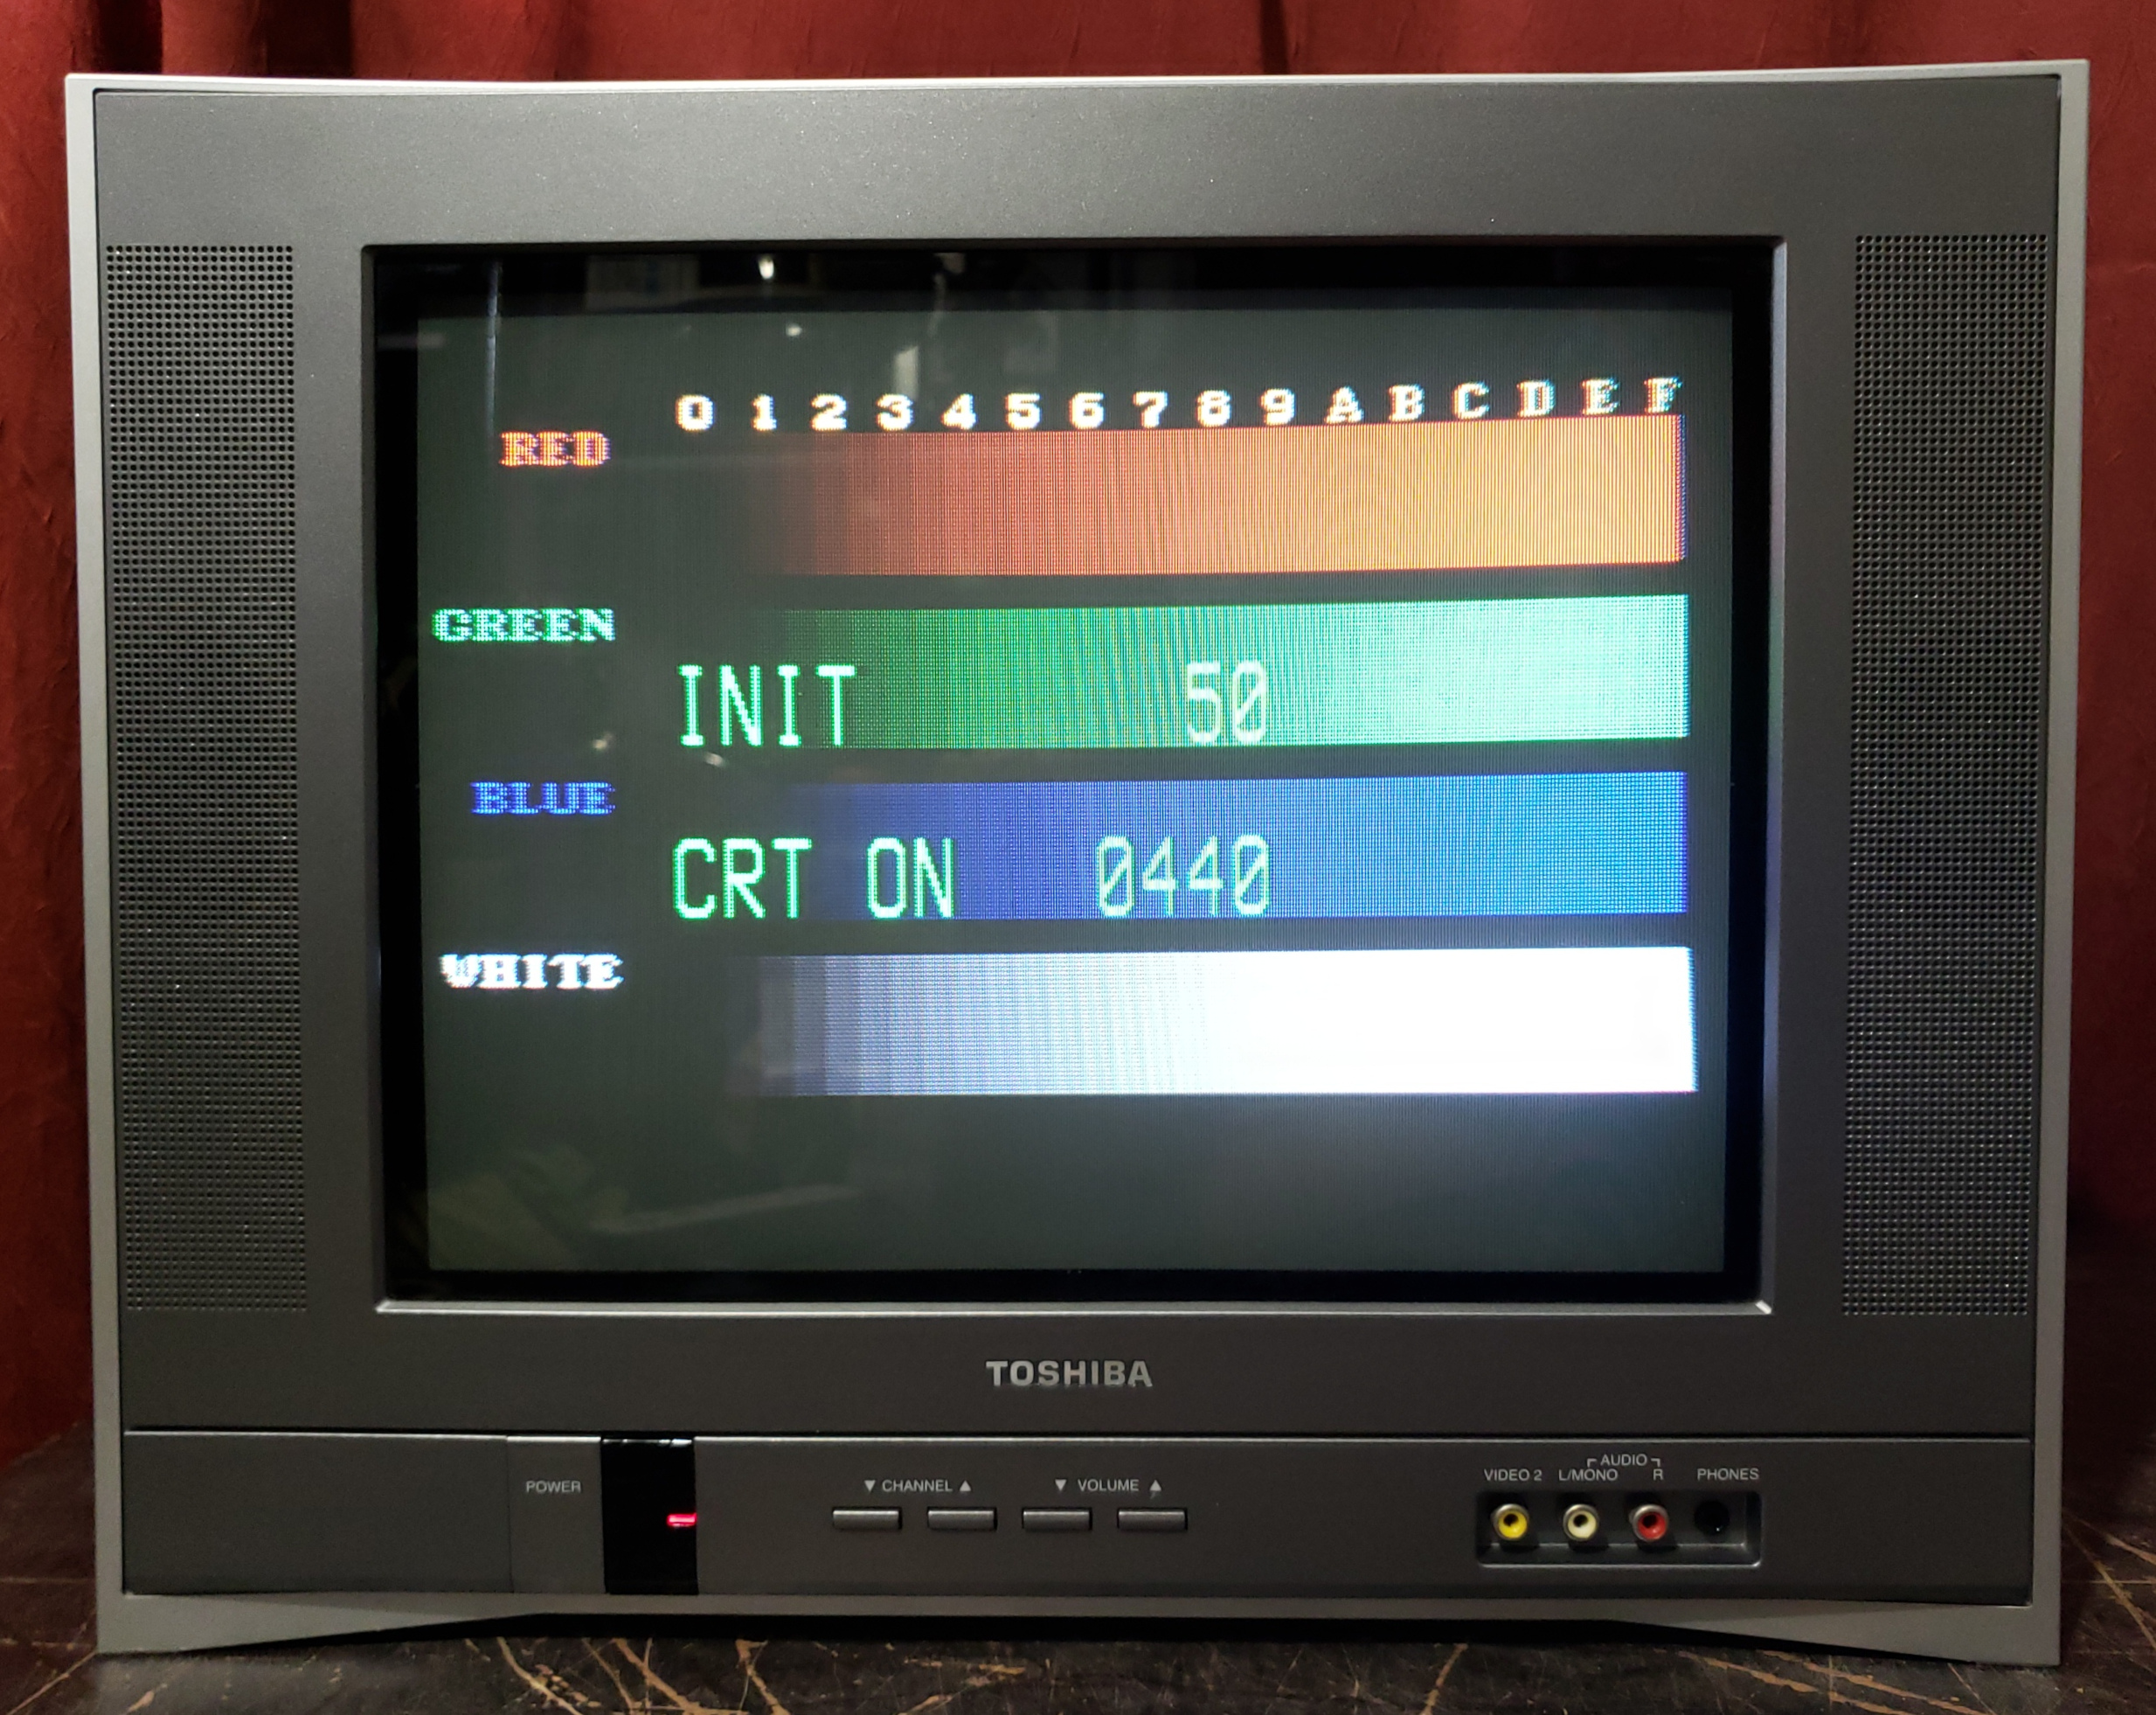 0 1 2 3 4 5 6 7 8 9 A B C D E F
RED
GREEN
INIT 50
BLUE
CRT ON 0440
WHITE
TOSHIBA
POWER
▼ CHANNEL ▲
▼ VOLUME ▲
AUDIO
VIDEO 2 L/MONO R PHONES